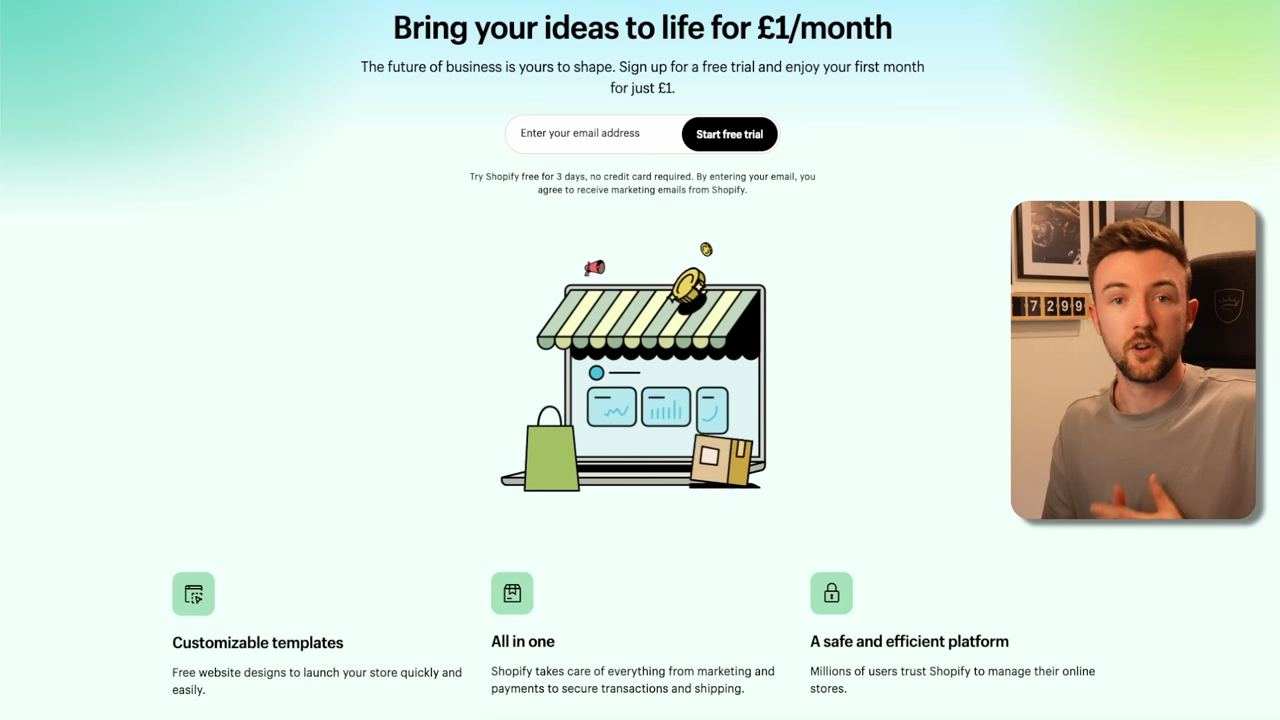 Bring your ideas to life for £1/month
The future of business is yours to shape. Sign up for a free trial and enjoy your first month
for just £1.
Enter your email address
Start free trial
Try Shopify free for 3 days, no credit card required. By entering your email, you
agree to receive marketing emails from Shopify.
7299
Customizable templates
Free website designs to launch your store quickly and
easily.
All in one
Shopify takes care of everything from marketing and
payments to secure transactions and shipping.
A safe and efficient platform
Millions of users trust Shopify to manage their online
stores.